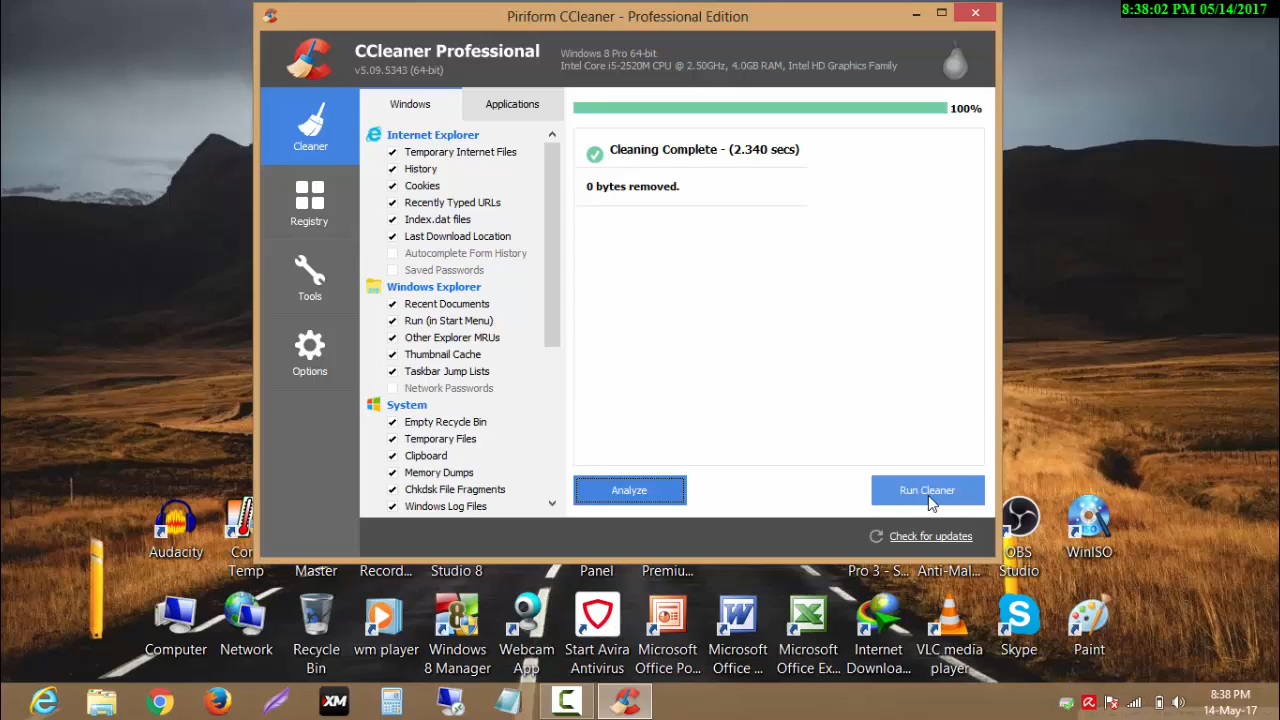 8:38:02 PM 05/14/2017
Piriform CCleaner - Professional Edition
CCleaner Professional
v5.09.5343 (64-bit)
Windows 8 Pro 64-bit
Intel Core i5-2520M CPU @ 2.50GHz, 4.0GB RAM, Intel HD Graphics Family
Cleaner
Registry
Tools
Options
Windows
Applications
Internet Explorer
Temporary Internet Files
History
Cookies
Recently Typed URLs
Index.dat files
Last Download Location
Autocomplete Form History
Saved Passwords
Windows Explorer
Recent Documents
Run (in Start Menu)
Other Explorer MRUs
Thumbnail Cache
Taskbar Jump Lists
Network Passwords
System
Empty Recycle Bin
Temporary Files
Clipboard
Memory Dumps
Chkdsk File Fragments
Windows Log Files
100%
Cleaning Complete - (2.340 secs)
0 bytes removed.
Analyze
Run Cleaner
Check for updates
Audacity
Temp
Master
Record...
Studio 8
Panel
Premiu...
Pro 3 - S...
Anti-Mal...
OBS
Studio
WinISO
Computer
Network
Recycle
Bin
wm player
Windows
8 Manager
Webcam
App
Start Avira
Antivirus
Microsoft
Office Po...
Microsoft
Office ...
Microsoft
Office Ex...
Internet
Downloa...
VLC media
player
Skype
Paint
XM
8:38 PM
14-May-17